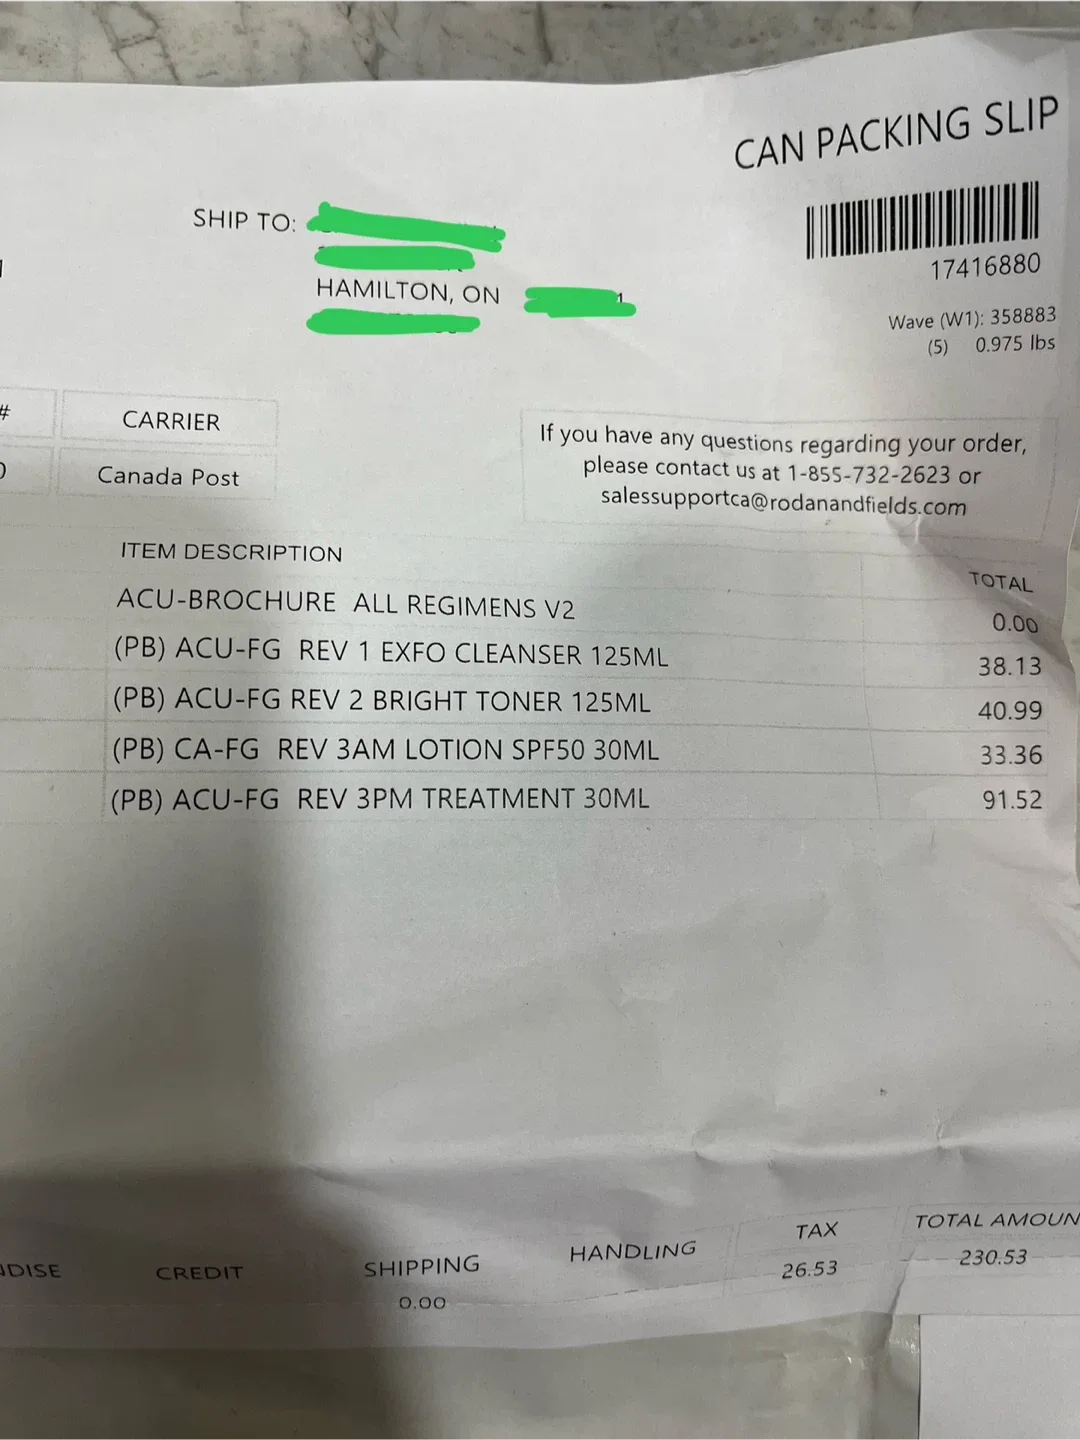 CAN PACKING SLIP
SHIP TO:
HAMILTON, ON
17416880
Wave (W1): 358883
(5) 0.975 lbs
#
CARRIER
Canada Post
If you have any questions regarding your order,
please contact us at 1-855-732-2623 or
salessupportca@rodanandfields.com
ITEM DESCRIPTION TOTAL
ACU-BROCHURE ALL REGIMENS V2 0.00
(PB) ACU-FG REV 1 EXFO CLEANSER 125ML 38.13
(PB) ACU-FG REV 2 BRIGHT TONER 125ML 40.99
(PB) CA-FG REV 3AM LOTION SPF50 30ML 33.36
(PB) ACU-FG REV 3PM TREATMENT 30ML 91.52
NDISE CREDIT SHIPPING HANDLING TAX TOTAL AMOUN
0.00 26.53 230.53